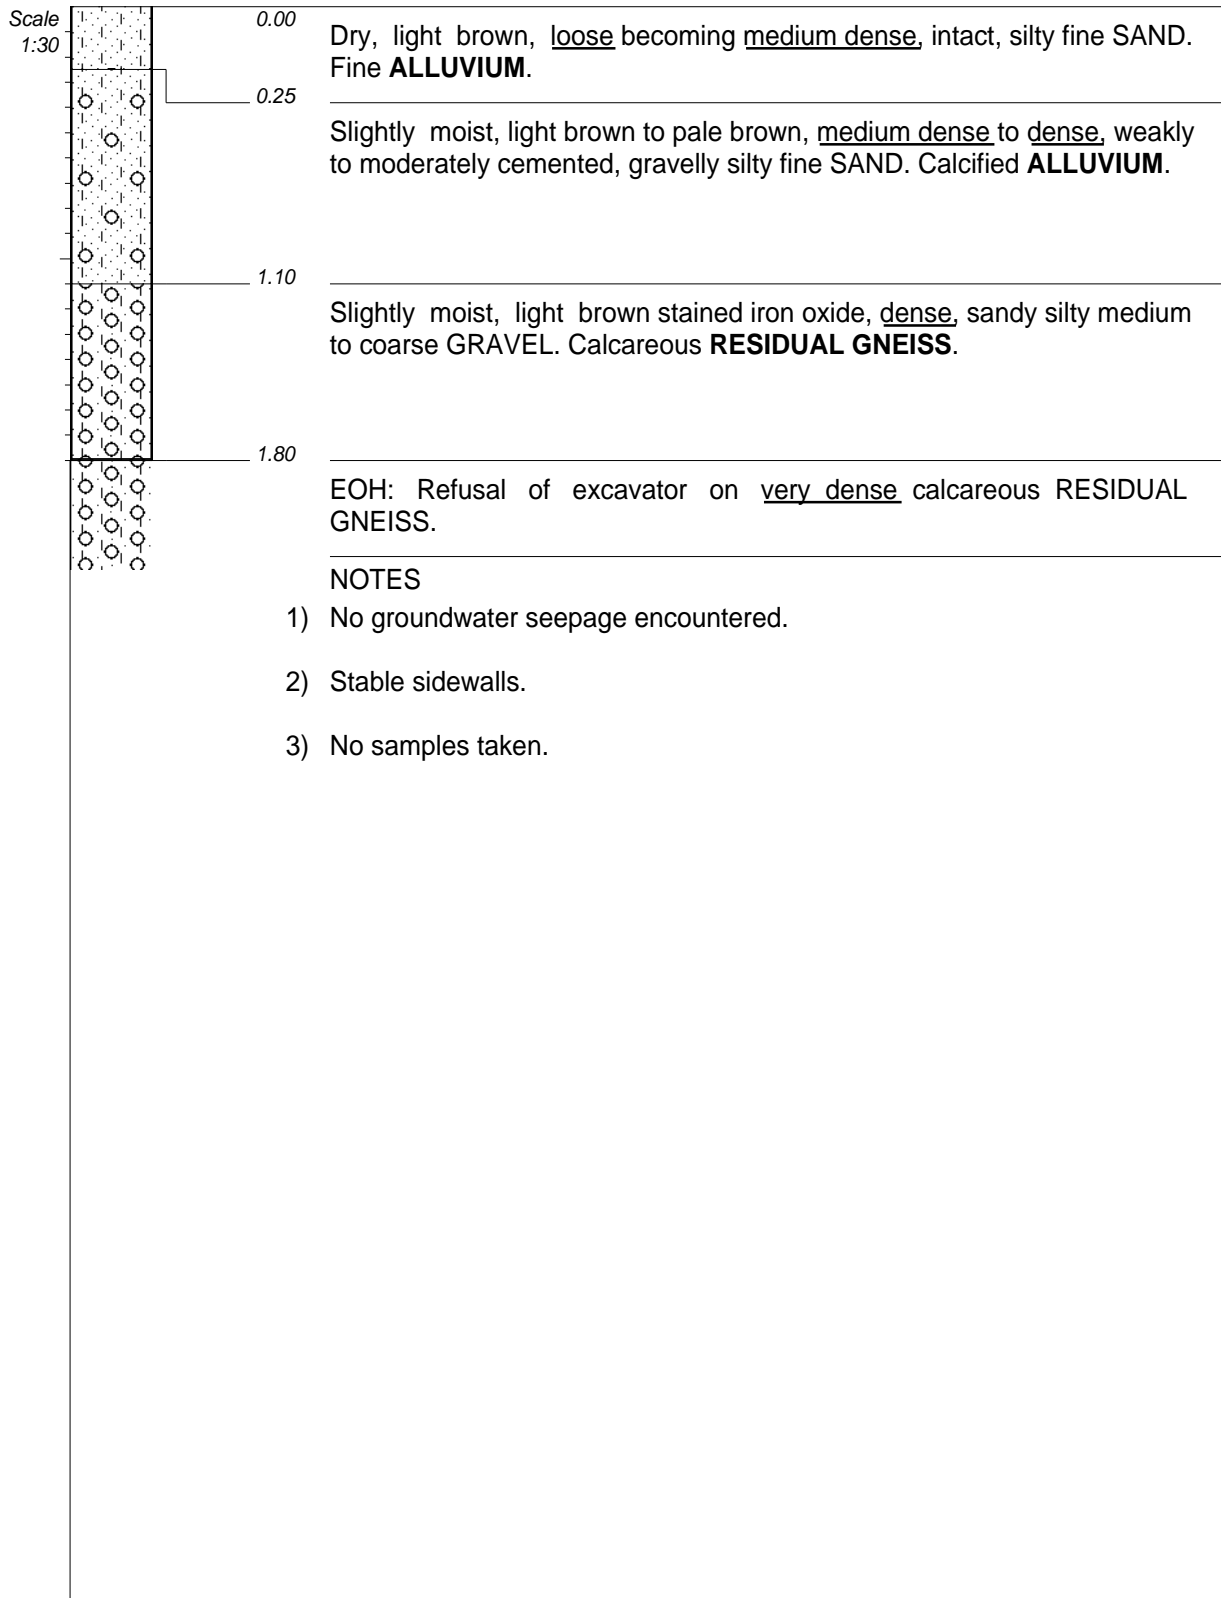 Scale
1:30
0.00
Dry, light brown, loose becoming medium dense, intact, silty fine SAND.
Fine ALLUVIUM.
0.25
Slightly moist, light brown to pale brown, medium dense to dense, weakly
to moderately cemented, gravelly silty fine SAND. Calcified ALLUVIUM.
1.10
Slightly moist, light brown stained iron oxide, dense, sandy silty medium
to coarse GRAVEL. Calcareous RESIDUAL GNEISS.
1.80
EOH: Refusal of excavator on very dense calcareous RESIDUAL
GNEISS.
NOTES
1) No groundwater seepage encountered.
2) Stable sidewalls.
3) No samples taken.